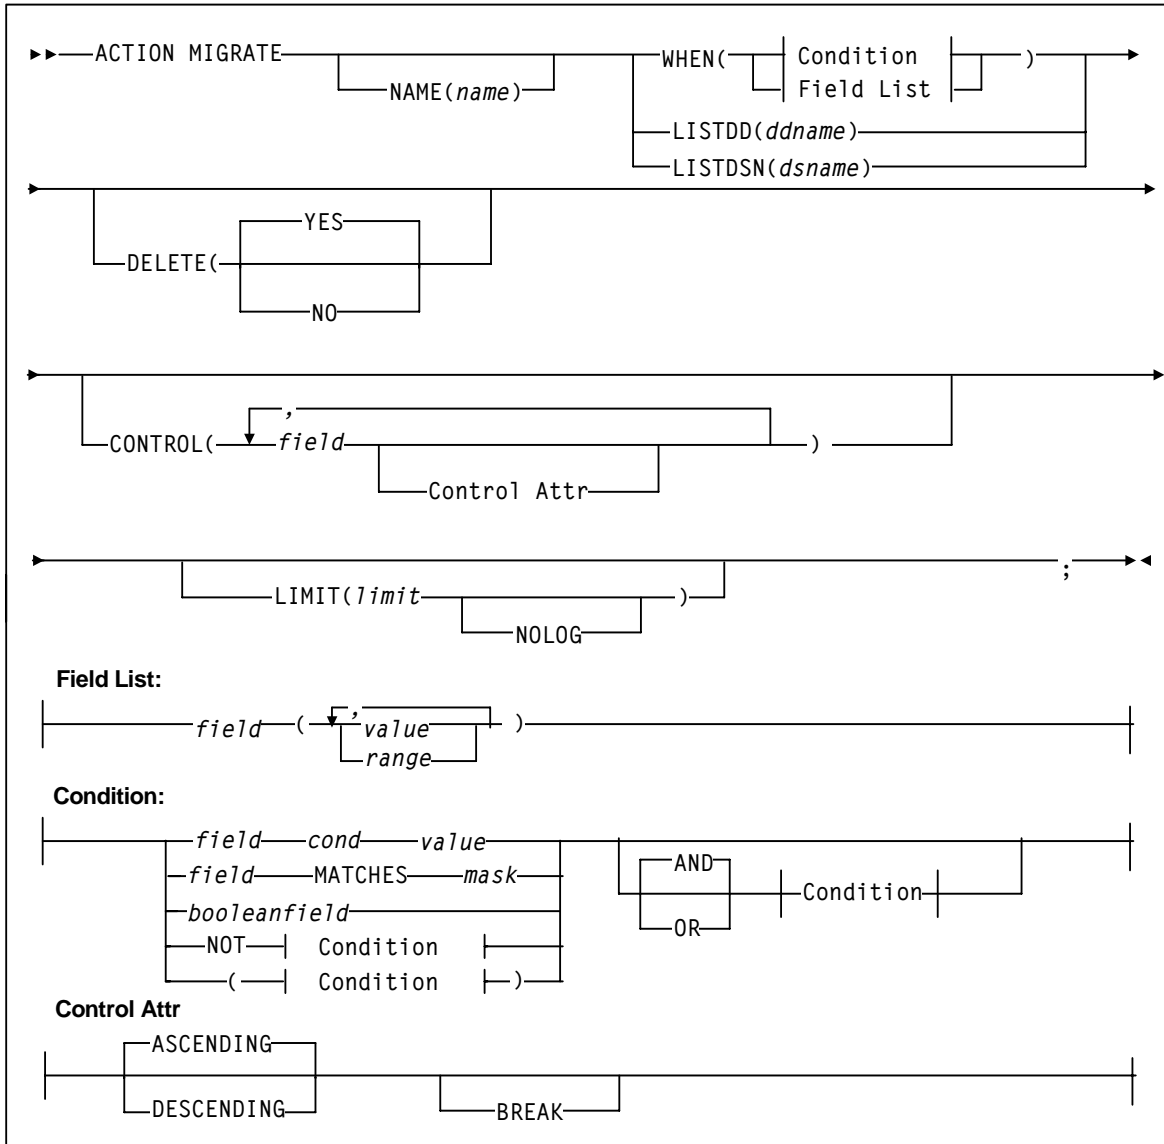 ACTION MIGRATE WHEN( Condition )
NAME(name) Field List
LISTDD(ddname)
LISTDSN(dsname)
YES
DELETE(
NO
,
CONTROL( field )
Control Attr
;
LIMIT(limit )
NOLOG
Field List:
,
field ( value )
range
Condition:
field cond value AND
field MATCHES mask Condition
booleanfield OR
NOT Condition
( Condition )
Control Attr
ASCENDING
DESCENDING BREAK